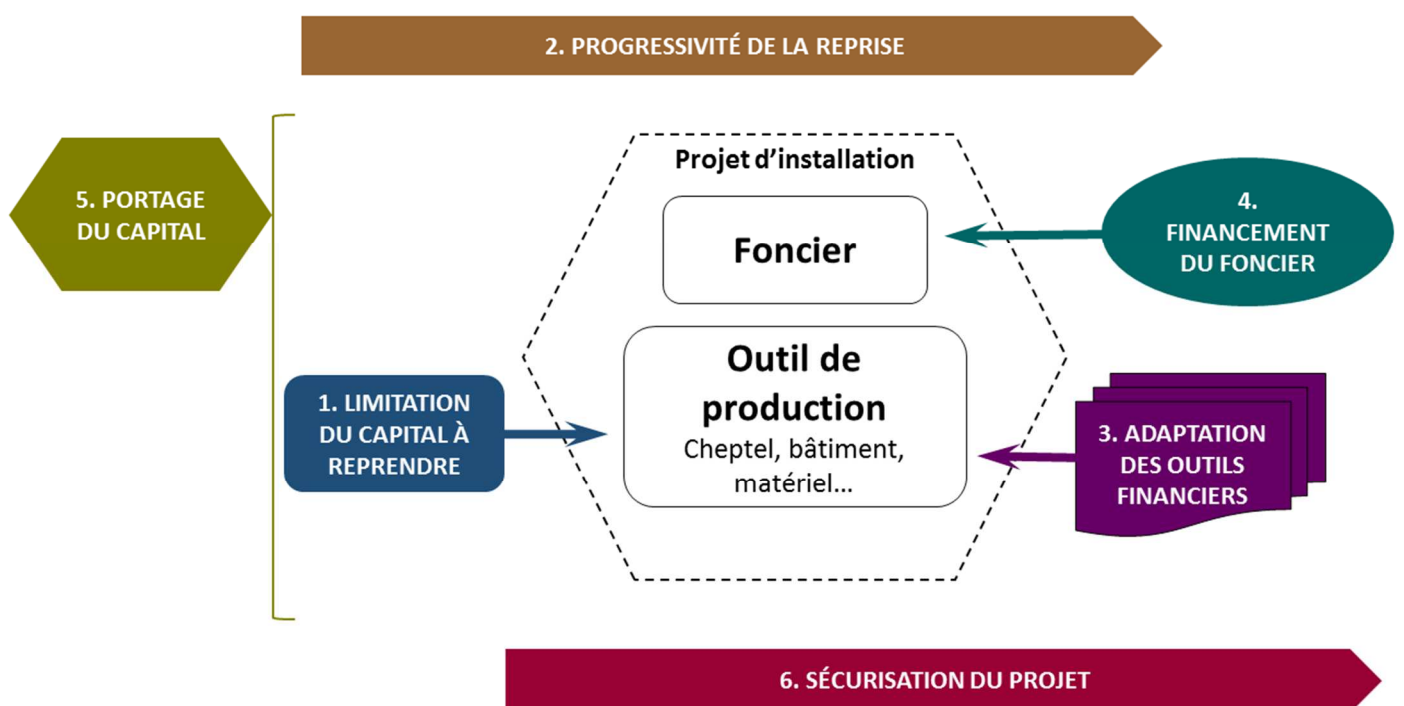 2. PROGRESSIVITÉ DE LA REPRISE
5. PORTAGE
DU CAPITAL
Projet d'installation
Foncier
4.
FINANCEMENT
DU FONCIER
1. LIMITATION
DU CAPITAL À
REPRENDRE
Outil de
production
Cheptel, bâtiment,
matériel...
3. ADAPTATION
DES OUTILS
FINANCIERS
6. SÉCURISATION DU PROJET